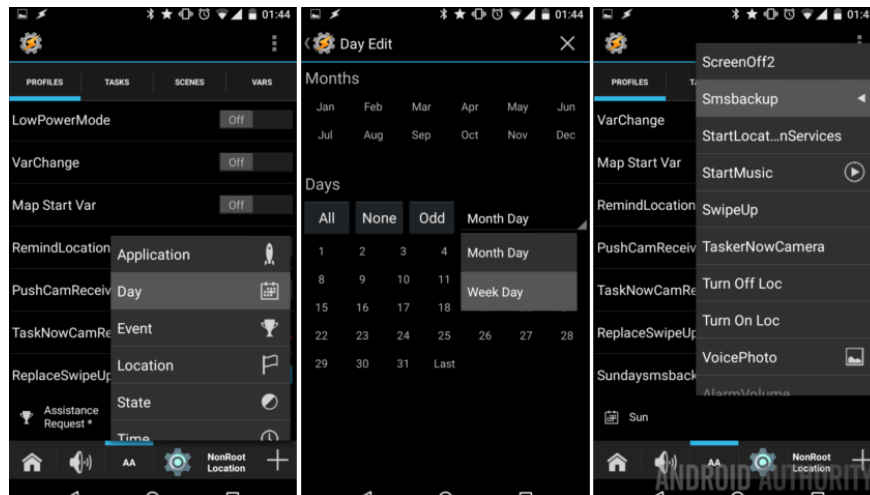 01:44
PROFILES TASKS SCENES VARS
LowPowerMode Off
VarChange Off
Map Start Var Off
RemindLocation
PushCamReceiv
TaskNowCamRe
ReplaceSwipeUp
Application
Day
Event
Location
State
Time
Assistance
Request *
AA
NonRoot
Location
01:44
Day Edit
Months
Jan Feb Mar Apr May Jun
Jul Aug Sep Oct Nov Dec
Days
All None Odd Month Day
Month Day
Week Day
1 2 3 4
8 9 10 11
15 16 17 18
22 23 24 25 26 27 28
29 30 31 Last
01:4
PROFILES
VarChange
Map Start Var
RemindLocation
PushCamReceiv
TaskNowCamRe
ReplaceSwipeUp
Sundaysmsback
Sun
ScreenOff2
Smsbackup
StartLocat...nServices
StartMusic
SwipeUp
TaskerNowCamera
Turn Off Loc
Turn On Loc
VoicePhoto
AlarmVolume
AA
NonRoot
Location
ANDROID AUTHORITY